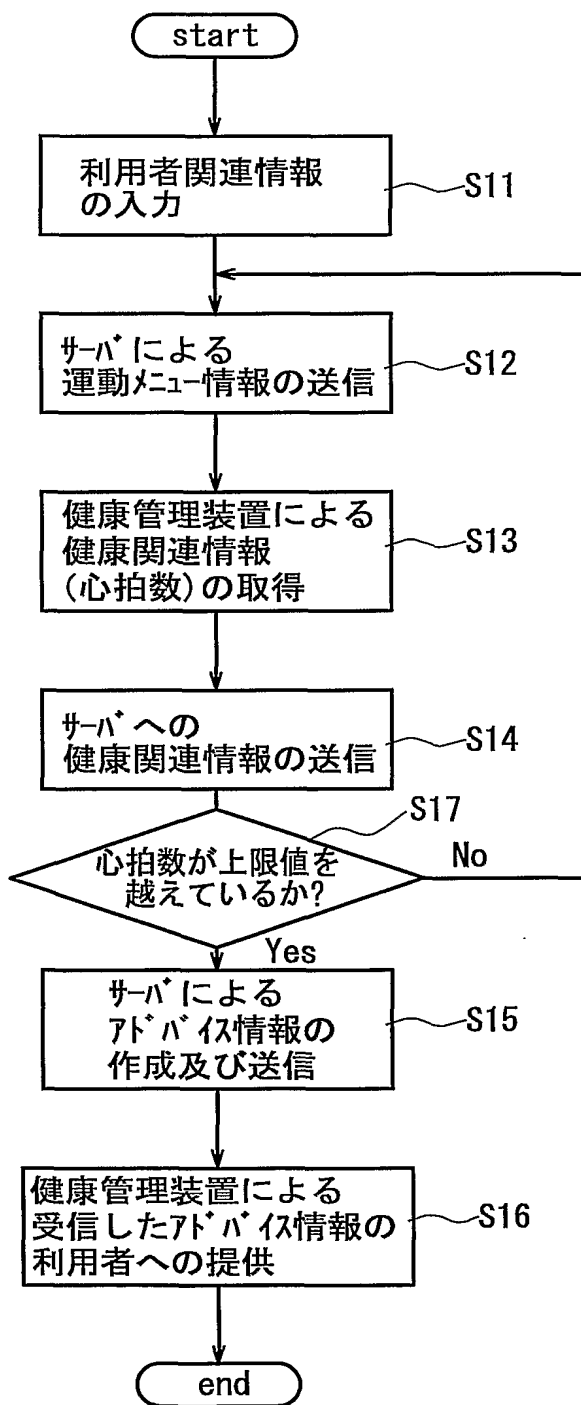 start
利用者関連情報
の入力
S11
サーバによる
運動メニュー情報の送信
S12
健康管理装置による
健康関連情報
(心拍数)の取得
S13
サーバへの
健康関連情報の送信
S14
S17
心拍数が上限値を
越えているか?
No
Yes
サーバによる
アドバイス情報の
作成及び送信
S15
健康管理装置による
受信したアドバイス情報の
利用者への提供
S16
end